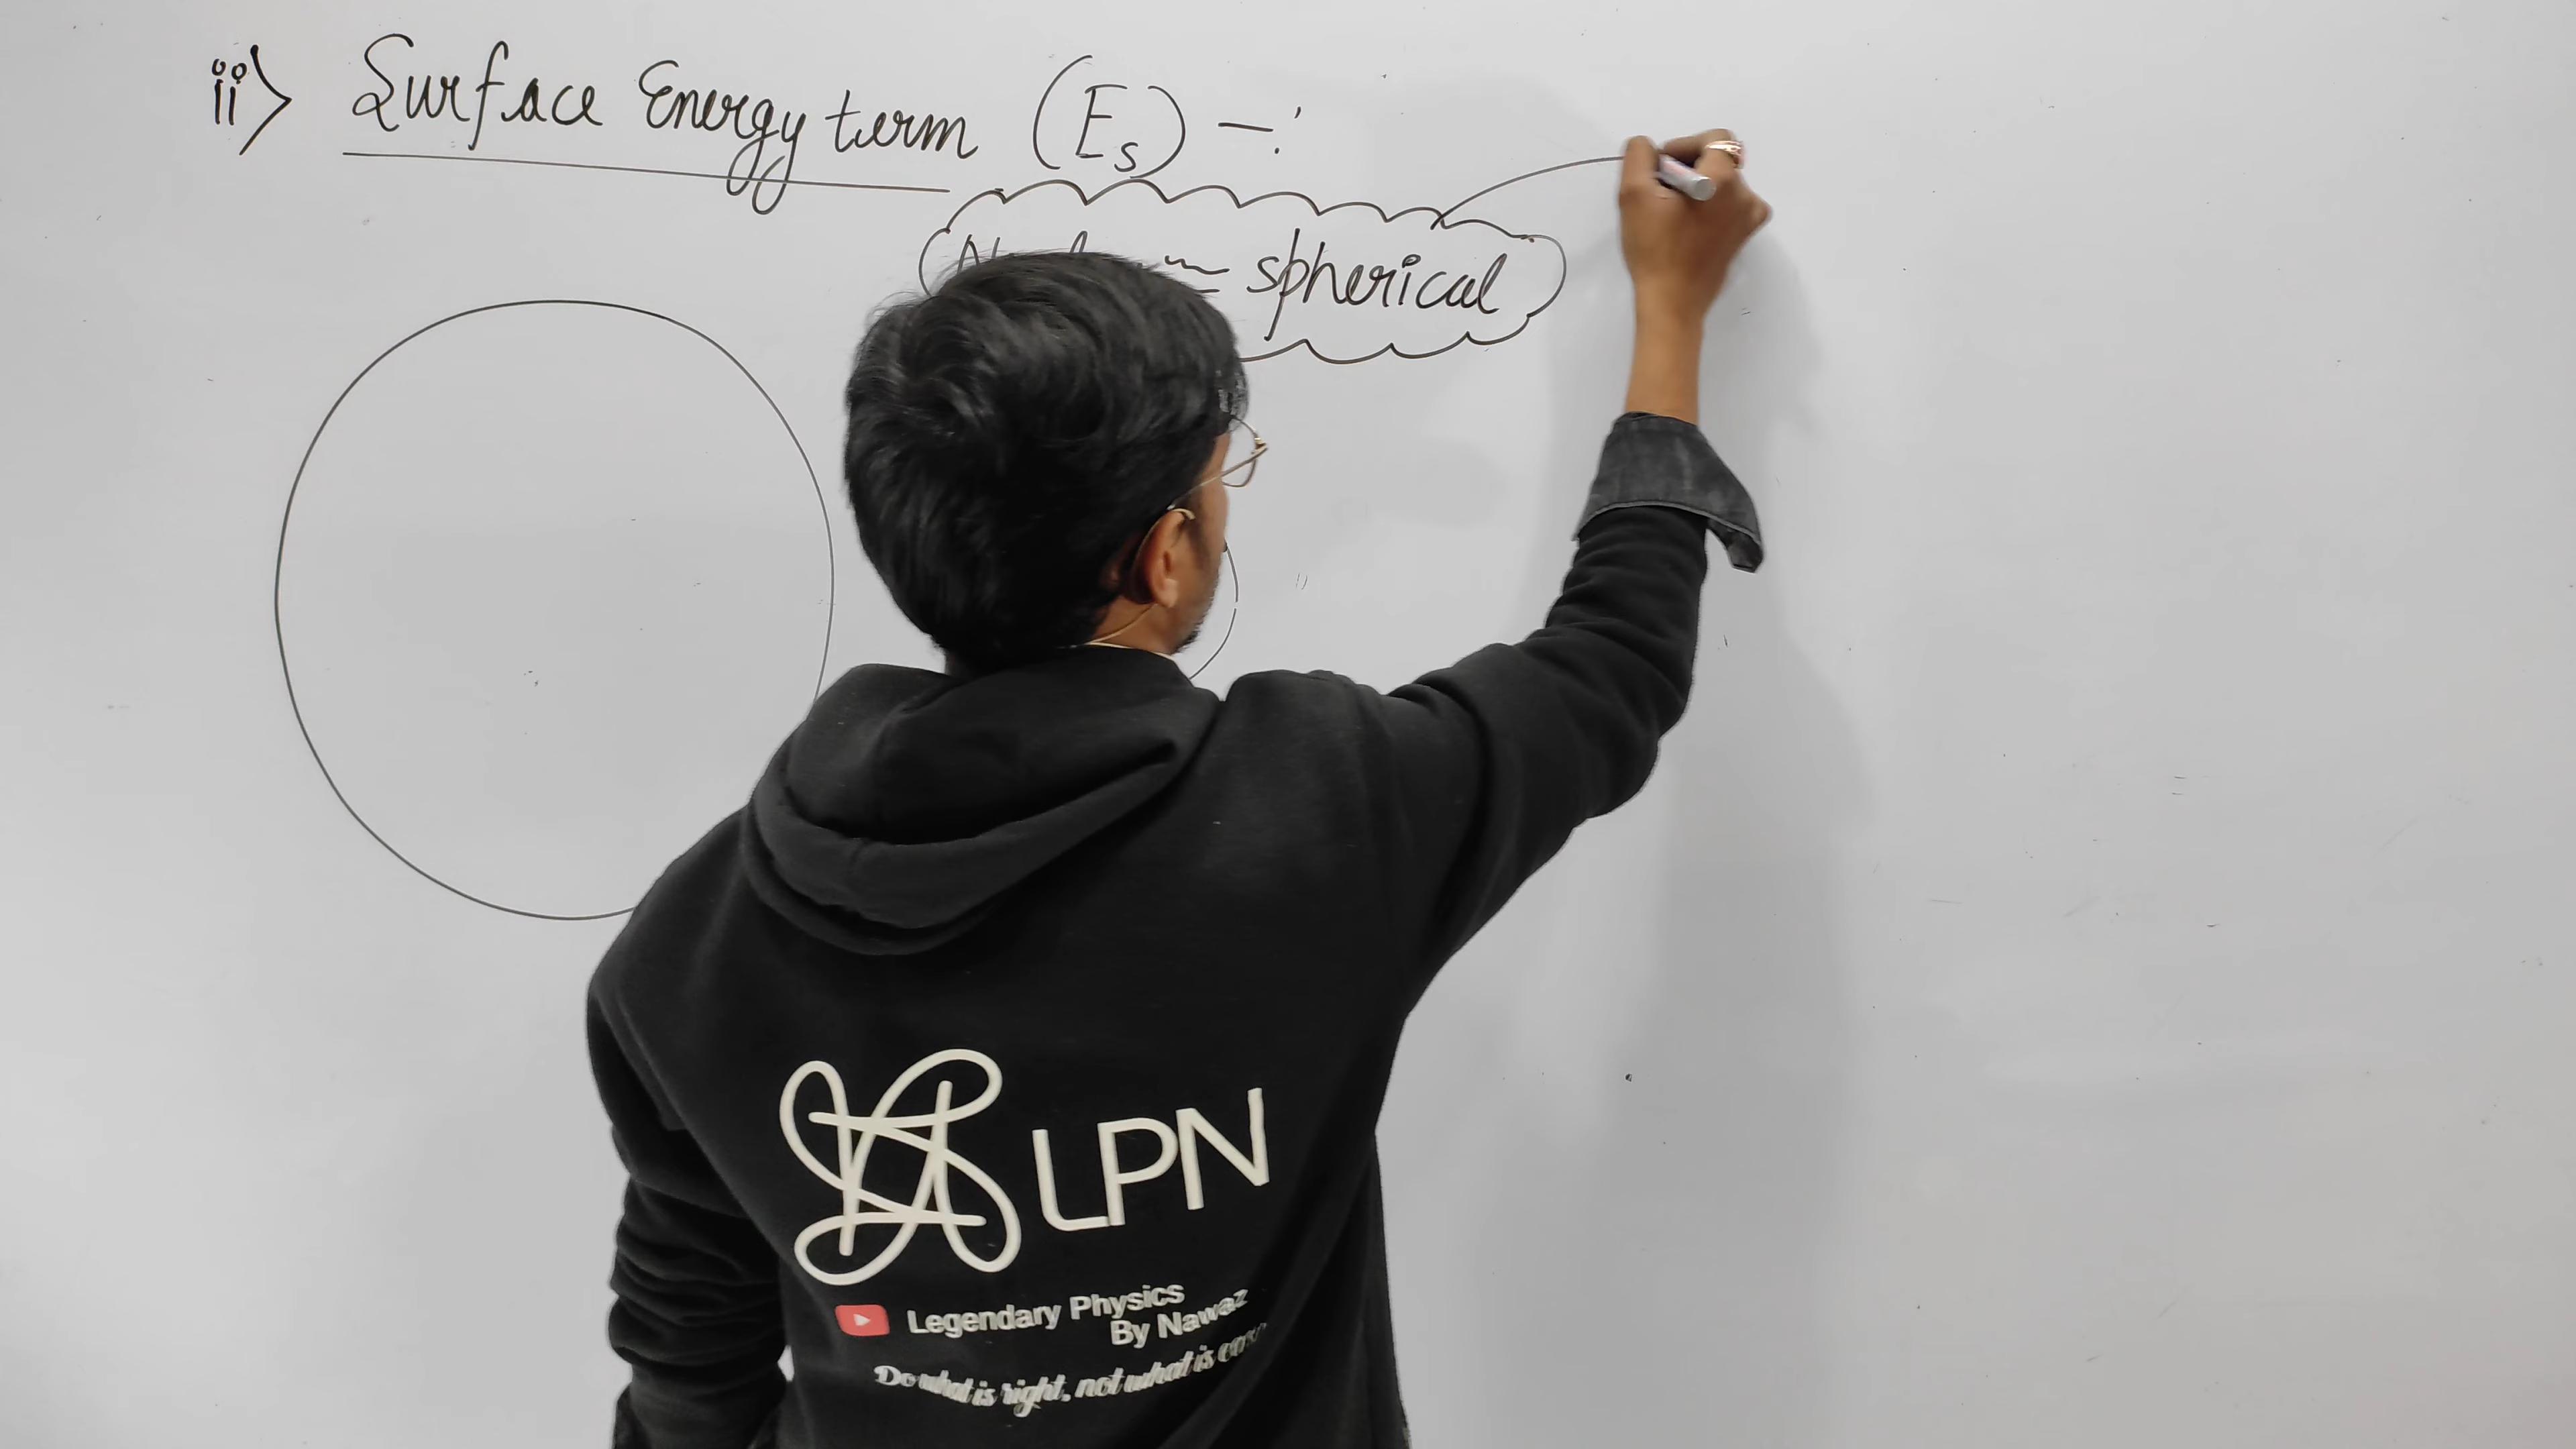 ii> Surface Energy term (Es) -:
≃ spherical
LPN
Legendary Physics
By Nawaz
Do what is right, not what is